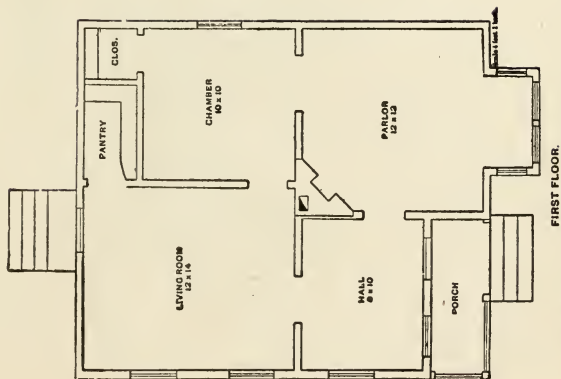 CLOS.
PANTRY
CHAMBER
10 x 10
PARLOR
12 x 12
LIVING ROOM
12 x 14
HALL
8 x 10
PORCH
FIRST FLOOR.